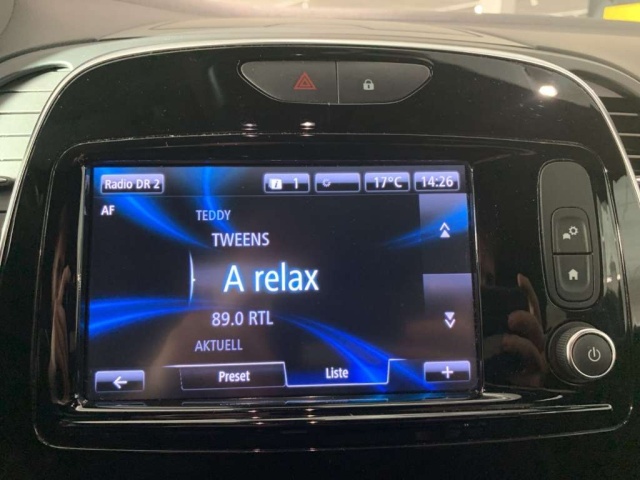 Radio DR 2 i 1 17°C 14:26
AF
TEDDY
TWEENS
A relax
89.0 RTL
AKTUELL
Preset Liste